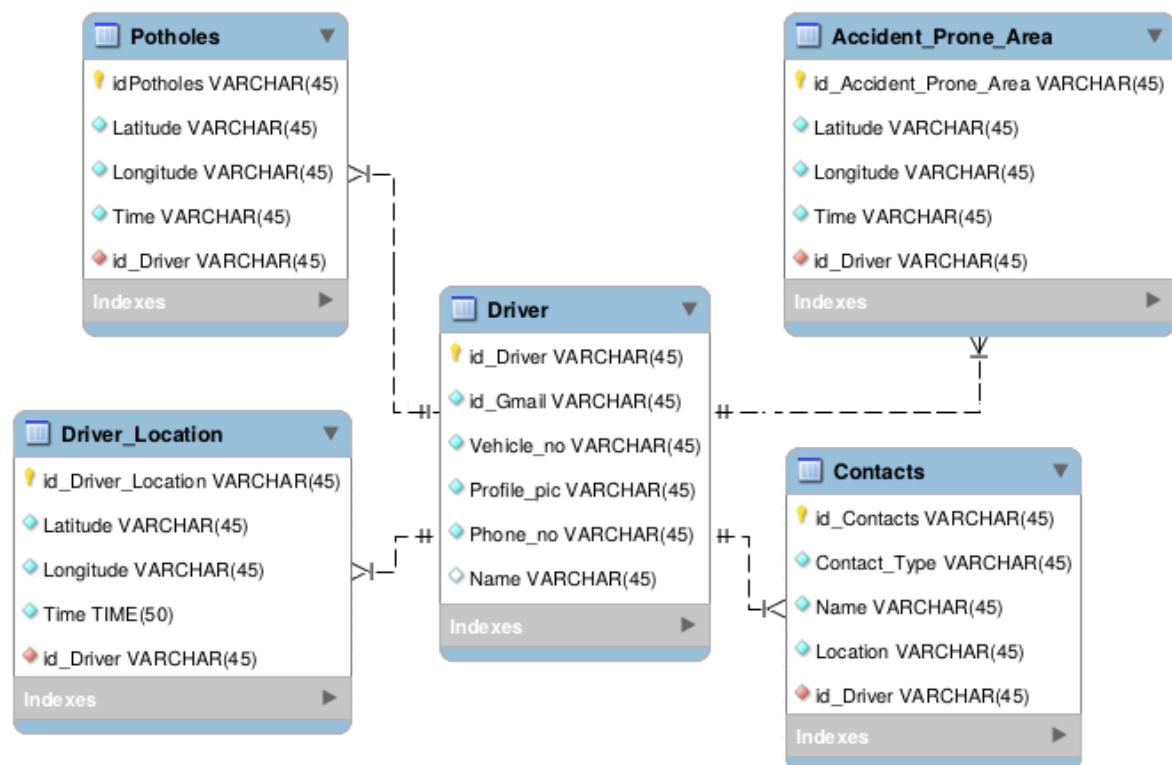 Potholes
idPotholes VARCHAR(45)
Latitude VARCHAR(45)
Longitude VARCHAR(45)
Time VARCHAR(45)
id_Driver VARCHAR(45)
Indexes
Accident_Prone_Area
id_Accident_Prone_Area VARCHAR(45)
Latitude VARCHAR(45)
Longitude VARCHAR(45)
Time VARCHAR(45)
id_Driver VARCHAR(45)
Indexes
Driver
id_Driver VARCHAR(45)
id_Gmail VARCHAR(45)
Vehicle_no VARCHAR(45)
Profile_pic VARCHAR(45)
Phone_no VARCHAR(45)
Name VARCHAR(45)
Indexes
Driver_Location
id_Driver_Location VARCHAR(45)
Latitude VARCHAR(45)
Longitude VARCHAR(45)
Time TIME(50)
id_Driver VARCHAR(45)
Indexes
Contacts
id_Contacts VARCHAR(45)
Contact_Type VARCHAR(45)
Name VARCHAR(45)
Location VARCHAR(45)
id_Driver VARCHAR(45)
Indexes